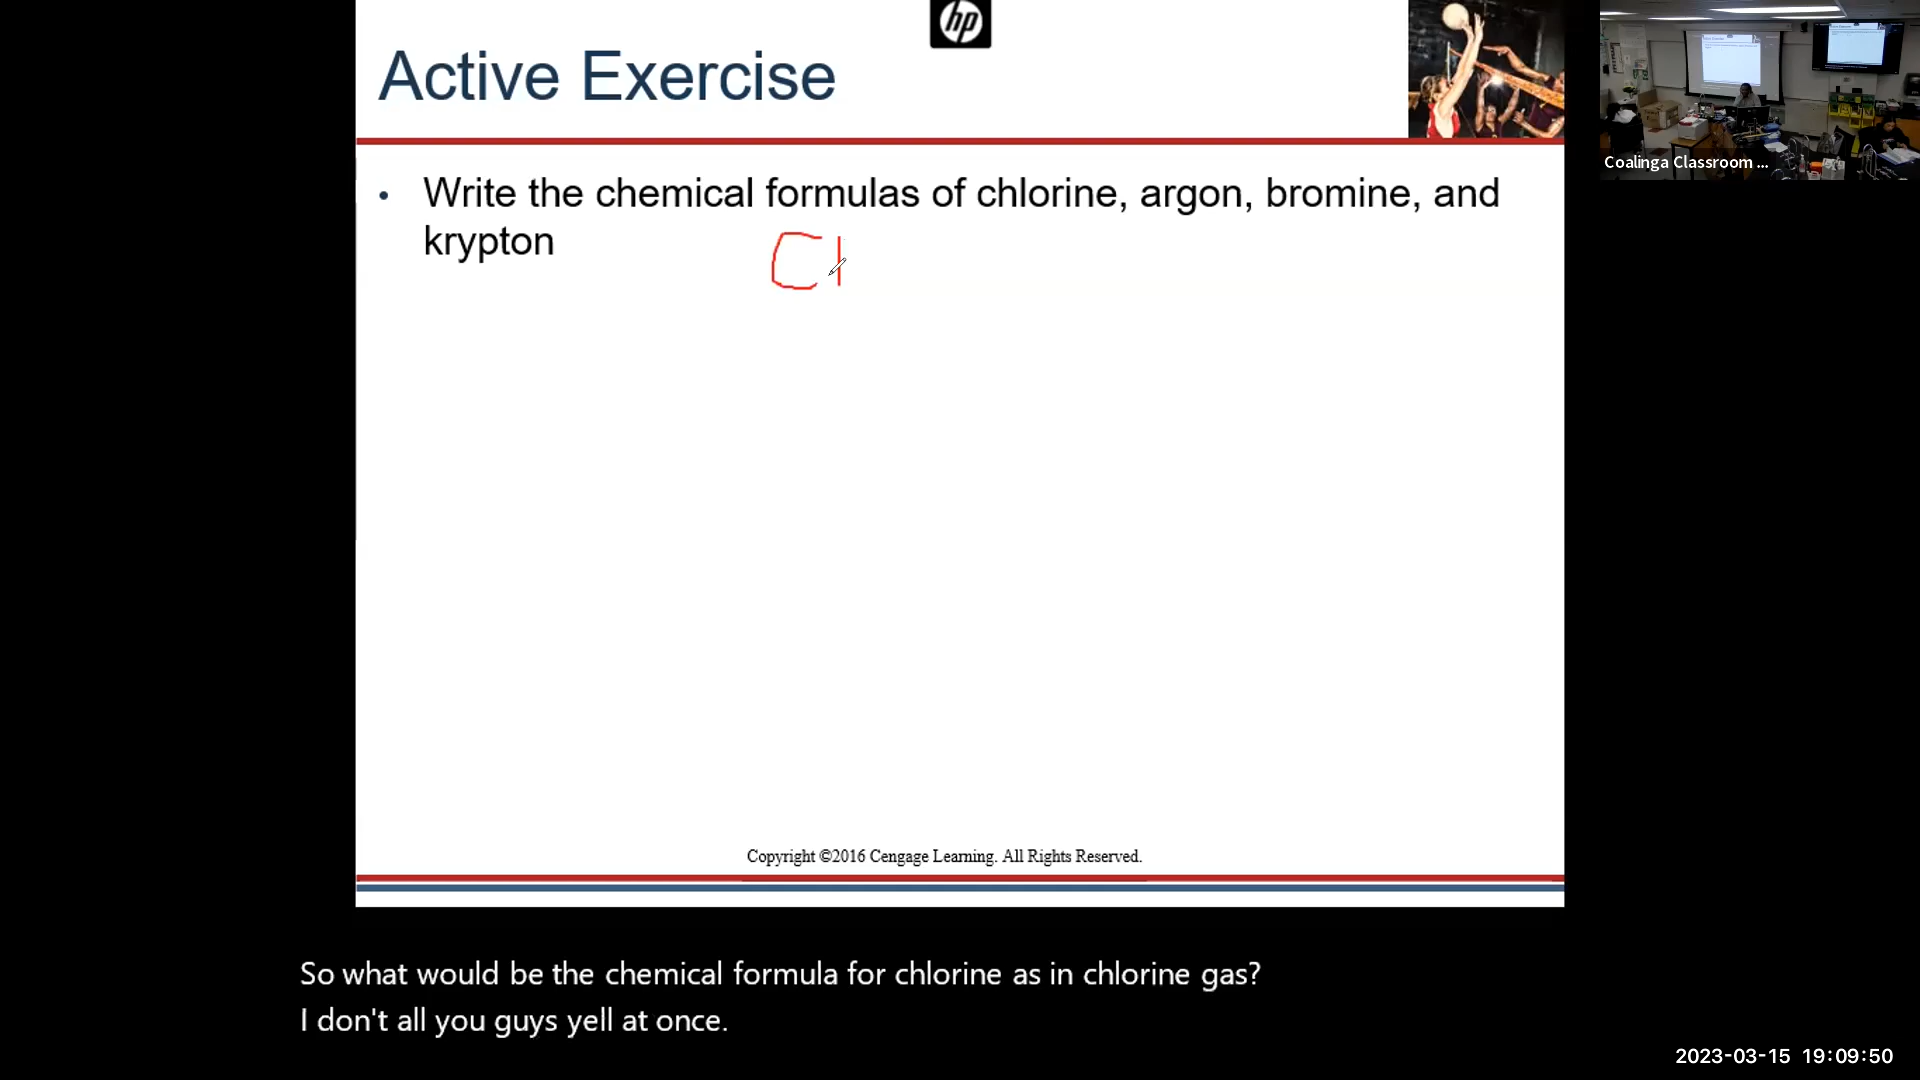 hp
Active Exercise
Coalinga Classroom ...
• Write the chemical formulas of chlorine, argon, bromine, and
krypton
Cl
Copyright ©2016 Cengage Learning. All Rights Reserved.
So what would be the chemical formula for chlorine as in chlorine gas?
I don't all you guys yell at once.
2023-03-15 19:09:50